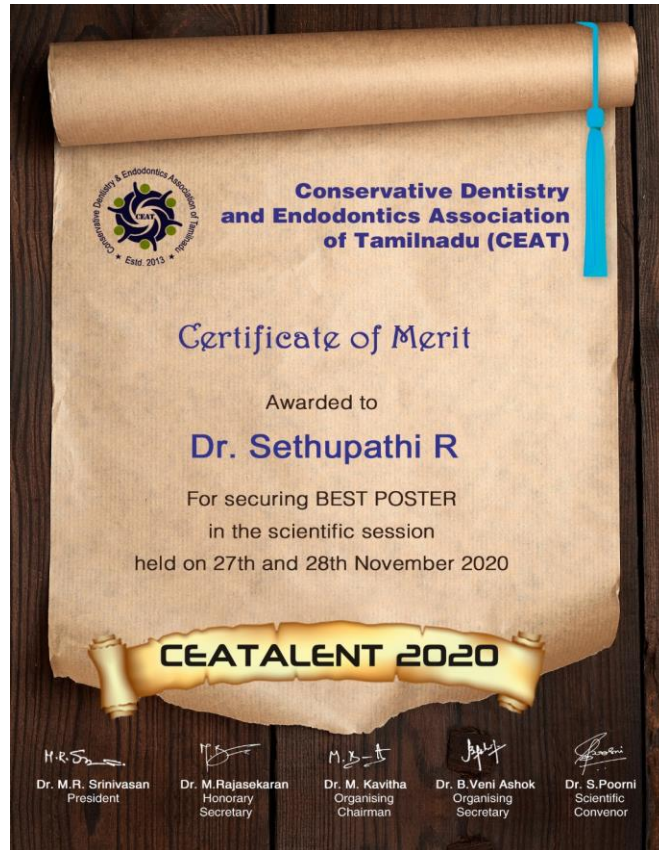 Conservative Dentistry & Endodontics Association of Tamilnadu
CEAT
★ Estd. 2013 ★
Conservative Dentistry
and Endodontics Association
of Tamilnadu (CEAT)
Certificate of Merit
Awarded to
Dr. Sethupathi R
For securing BEST POSTER
in the scientific session
held on 27th and 28th November 2020
CEATALENT 2020
M.R.S
Dr. M.R. Srinivasan
President
Dr. M.Rajasekaran
Honorary
Secretary
Dr. M. Kavitha
Organising
Chairman
Dr. B.Veni Ashok
Organising
Secretary
Dr. S.Poorni
Scientific
Convenor